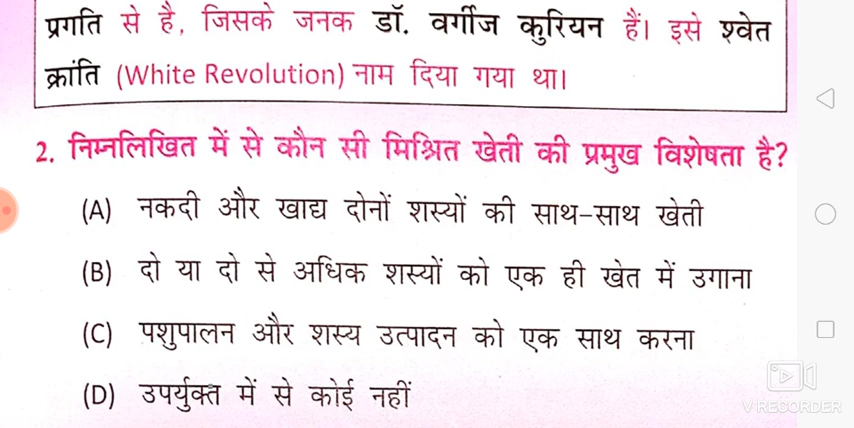 प्रगति से है, जिसके जनक डॉ. वर्गीज कुरियन हैं। इसे श्वेत
क्रांति (White Revolution) नाम दिया गया था।
2. निम्नलिखित में से कौन सी मिश्रित खेती की प्रमुख विशेषता है?
(A) नकदी और खाद्य दोनों शस्यों की साथ-साथ खेती
(B) दो या दो से अधिक शस्यों को एक ही खेत में उगाना
(C) पशुपालन और शस्य उत्पादन को एक साथ करना
(D) उपर्युक्त में से कोई नहीं
V RECORDER